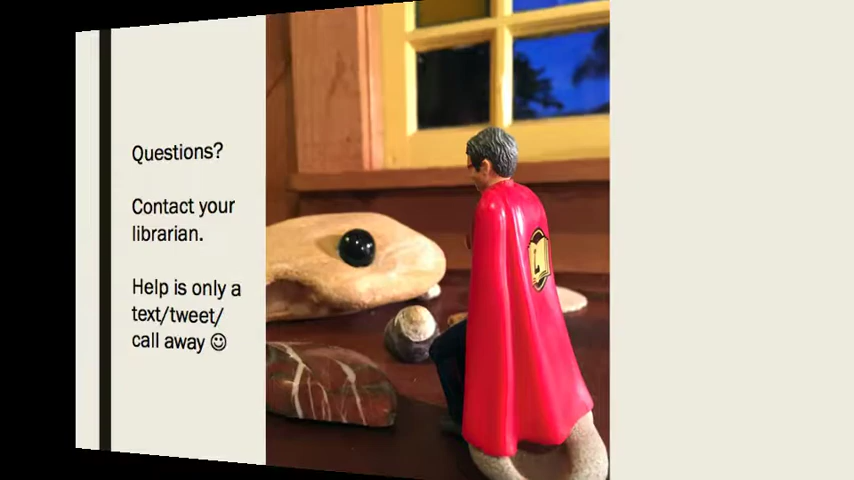 Questions?
Contact your
librarian.
Help is only a
text/tweet/
call away ☺
L